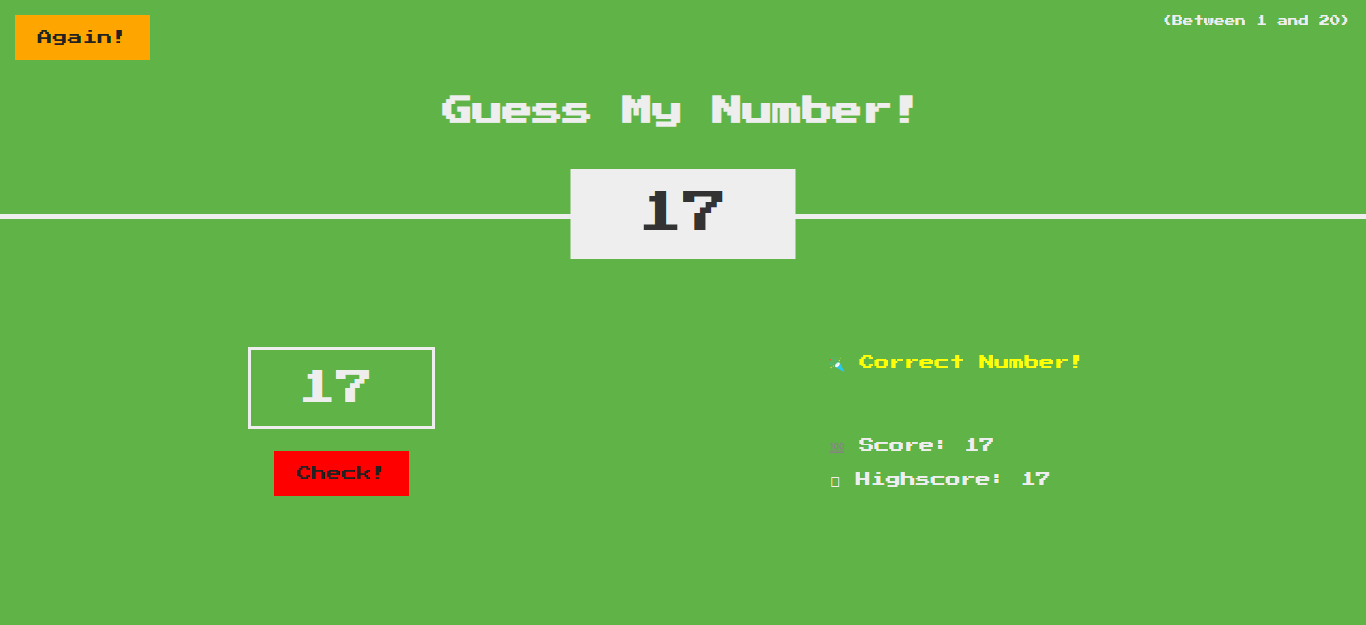 Again!
(Between 1 and 20)
Guess My Number!
17
17
Check!
Correct Number!
Score: 17
Highscore: 17